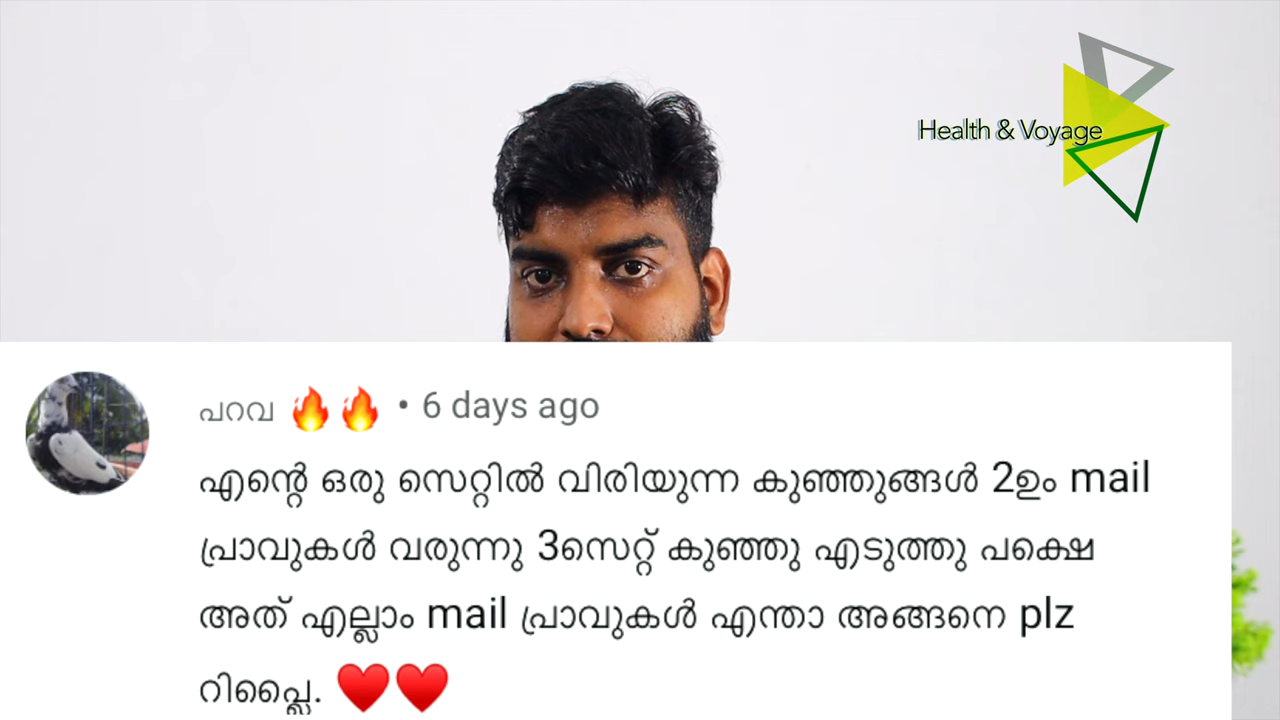 Health & Voyage
പറവ 🔥🔥 • 6 days ago
എന്റെ ഒരു സെറ്റിൽ വിരിയുന്ന കുഞ്ഞുങ്ങൾ 2ഉം mail
പ്രാവുകൾ വരുന്നു 3സെറ്റ് കുഞ്ഞു എടുത്തു പക്ഷെ
അത് എല്ലാം mail പ്രാവുകൾ എന്താ അങ്ങനെ plz
റിപ്ലൈ. ❤️❤️